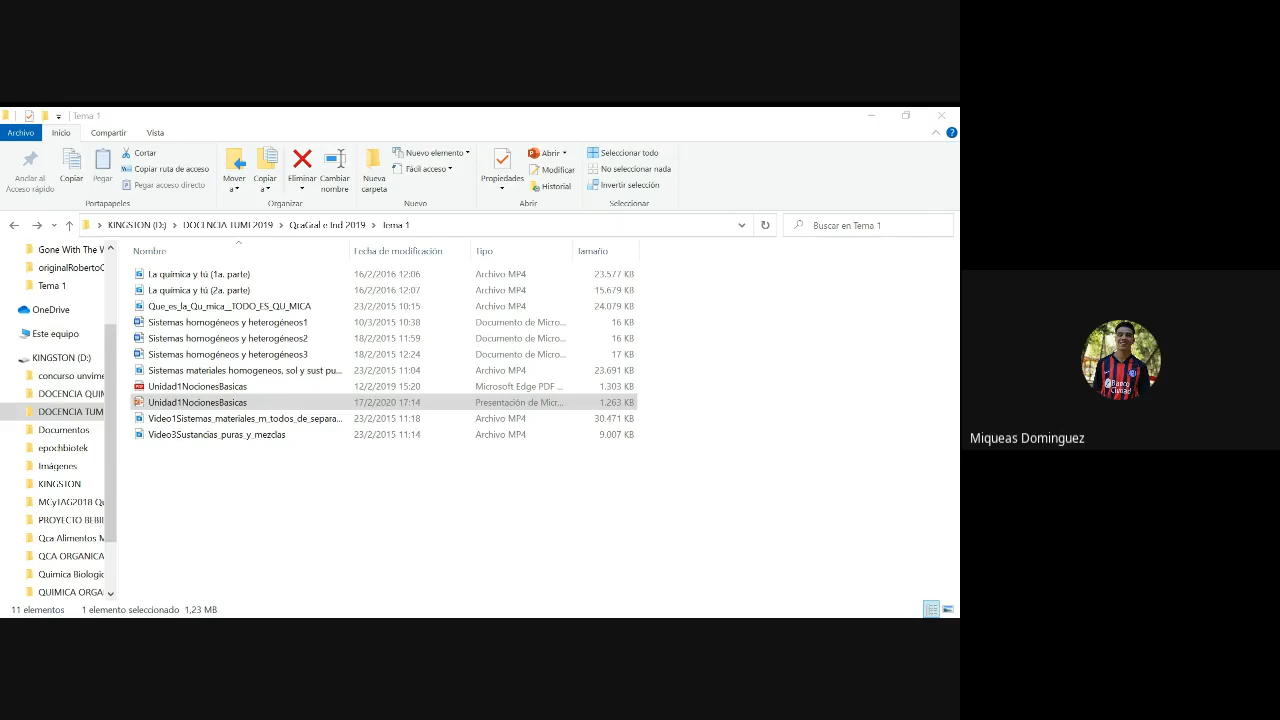 Tema 1
Archivo Inicio Compartir Vista
Anclar al Acceso rápido
Copiar
Pegar
Cortar
Copiar ruta de acceso
Pegar acceso directo
Portapapeles
Mover a
Copiar a
Eliminar
Cambiar nombre
Organizar
Nueva carpeta
Nuevo elemento
Fácil acceso
Nuevo
Propiedades
Abrir
Modificar
Historial
Abrir
Seleccionar todo
No seleccionar nada
Invertir selección
Seleccionar
KINGSTON (D:) > DOCENCIA TUMI 2019 > QcaGral e Ind 2019 > Tema 1
Buscar en Tema 1
Gone With The W
originalRobertoC
Tema 1
OneDrive
Este equipo
KINGSTON (D:)
concurso unvime
DOCENCIA QUIM
DOCENCIA TUM
Documentos
epochbiotek
Imágenes
KINGSTON
MCyTAG2018 Qu
PROYECTO BEBI
Qca Alimentos M
QCA ORGANICA
Quimica Biologic
QUIMICA ORGA
Nombre Fecha de modificación Tipo Tamaño
La química y tú (1a. parte) 16/2/2016 12:06 Archivo MP4 23.577 KB
La química y tú (2a. parte) 16/2/2016 12:07 Archivo MP4 15.679 KB
Que_es_la_Qu_mica__TODO_ES_QU_MICA 23/2/2015 10:15 Archivo MP4 24.079 KB
Sistemas homogéneos y heterogéneos1 10/3/2015 10:38 Documento de Micro... 16 KB
Sistemas homogéneos y heterogéneos2 18/2/2015 11:59 Documento de Micro... 16 KB
Sistemas homogéneos y heterogéneos3 18/2/2015 12:24 Documento de Micro... 17 KB
Sistemas materiales homogeneos, sol y sust pu... 23/2/2015 11:04 Archivo MP4 23.691 KB
Unidad1NocionesBasicas 12/2/2019 15:20 Microsoft Edge PDF ... 1.303 KB
Unidad1NocionesBasicas 17/2/2020 17:14 Presentación de Micr... 1.263 KB
Video1Sistemas_materiales_m_todos_de_separa... 23/2/2015 11:18 Archivo MP4 30.471 KB
Video3Sustancias_puras_y_mezclas 23/2/2015 11:14 Archivo MP4 9.007 KB
11 elementos 1 elemento seleccionado 1,23 MB
Banco
Ciudad
Miqueas Dominguez